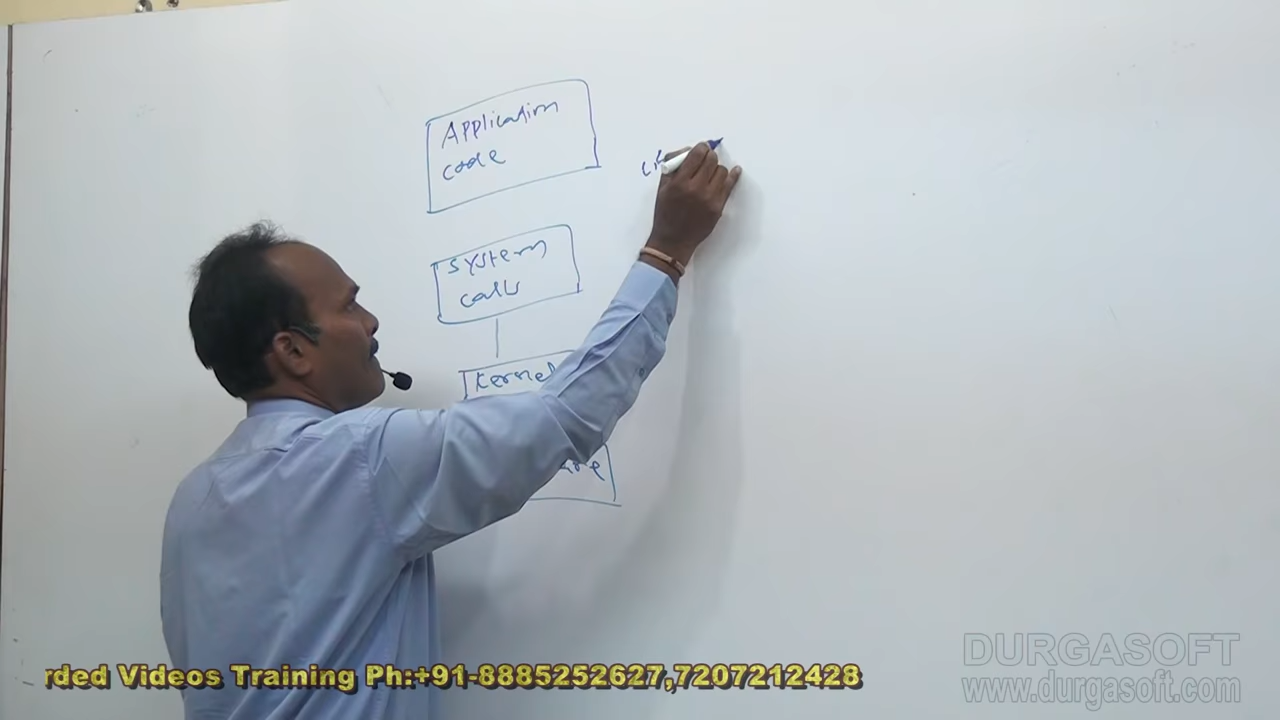 Application
code
system
calls
kernel
rded Videos Training Ph:+91-8885252627,7207212428
DURGASOFT
www.durgasoft.com